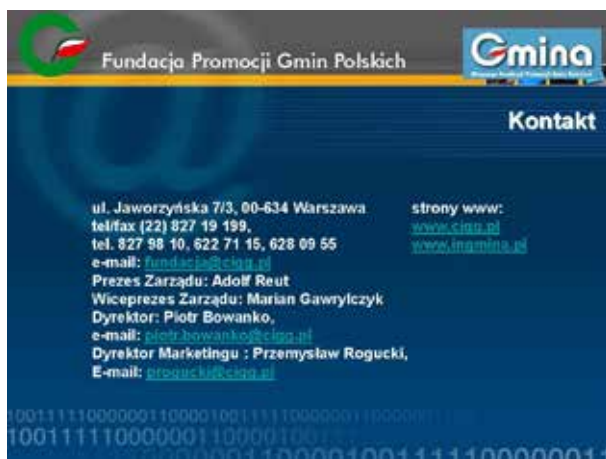 Fundacja Promocji Gmin Polskich
Gmina
Kontakt
ul. Jaworzyńska 7/3, 00-634 Warszawa
tel/fax (22) 827 19 199,
tel. 827 98 10, 622 71 15, 628 09 55
e-mail: fundacja@cigg.pl
Prezes Zarządu: Adolf Reut
Wiceprezes Zarządu: Marian Gawrylczyk
Dyrektor: Piotr Bowanko,
e-mail: piotr.bowanko@cigg.pl
Dyrektor Marketingu : Przemysław Rogucki,
E-mail: progucki@cigg.pl
strony www:
www.cigg.pl
www.ingmina.pl